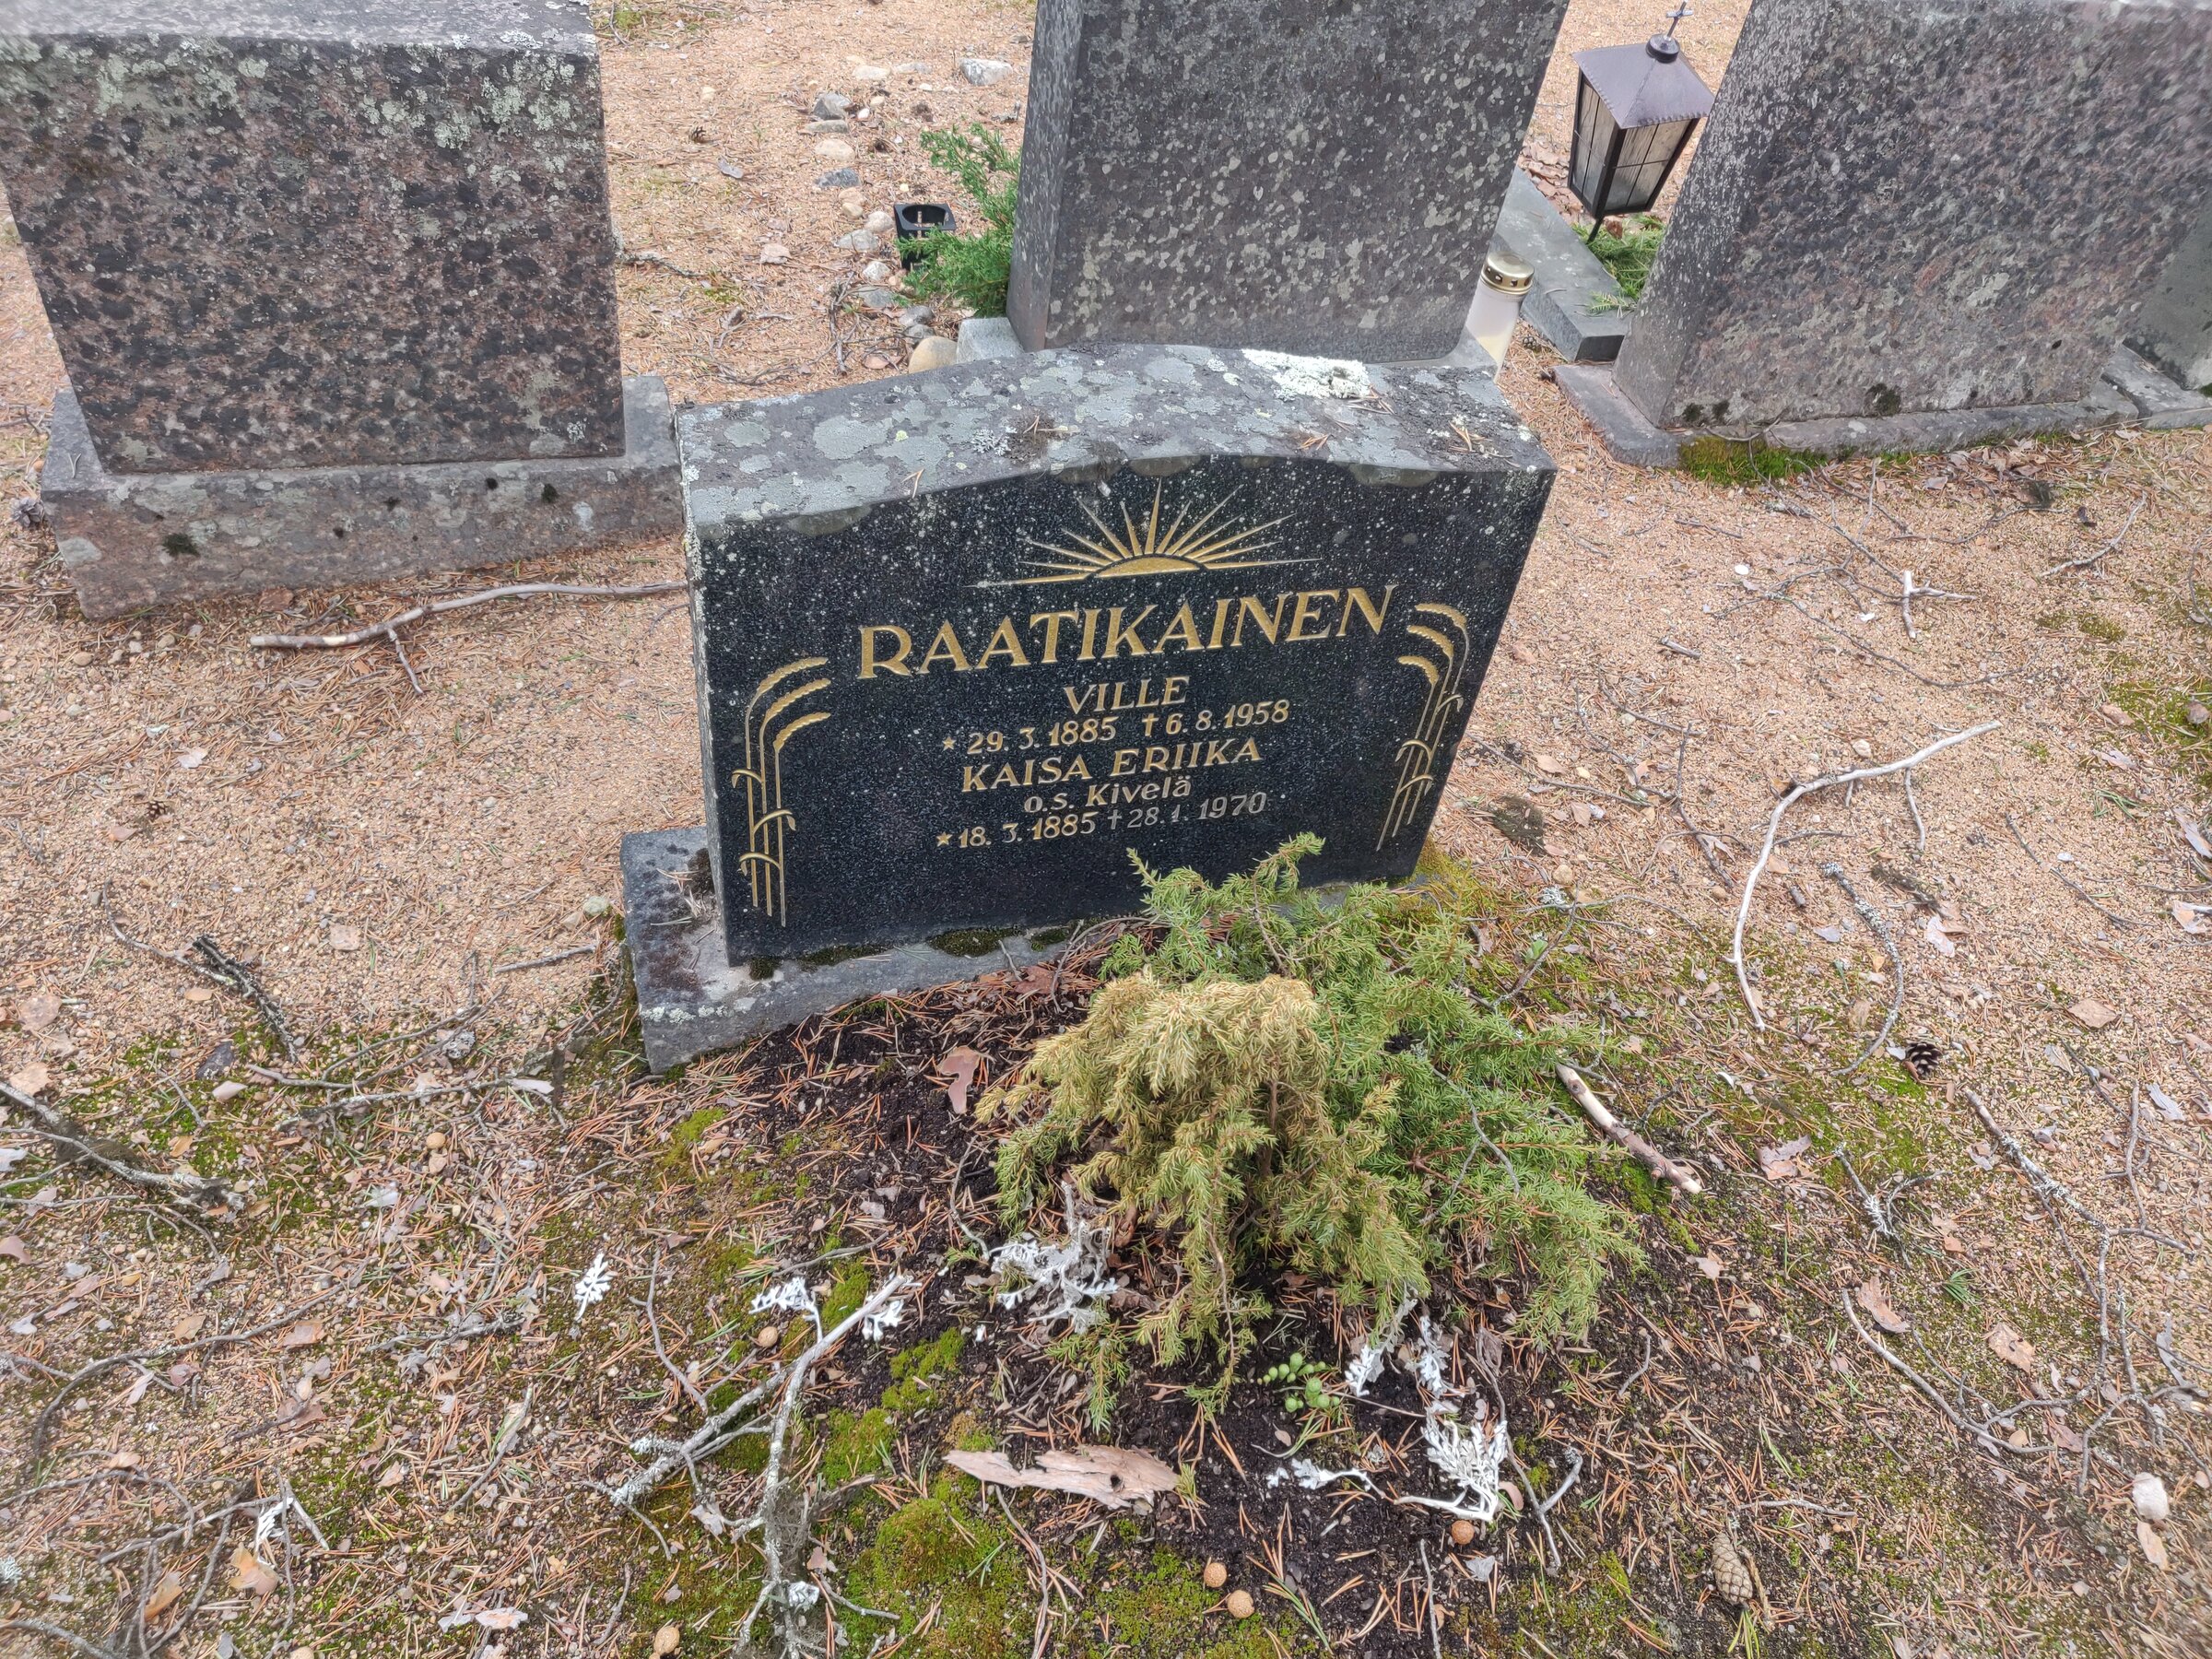 RAATIKAINEN
VILLE
* 29. 3. 1885 † 6. 8. 1958
KAISA ERIIKA
o.s. Kivelä
* 18. 3. 1885 † 28. 1. 1970